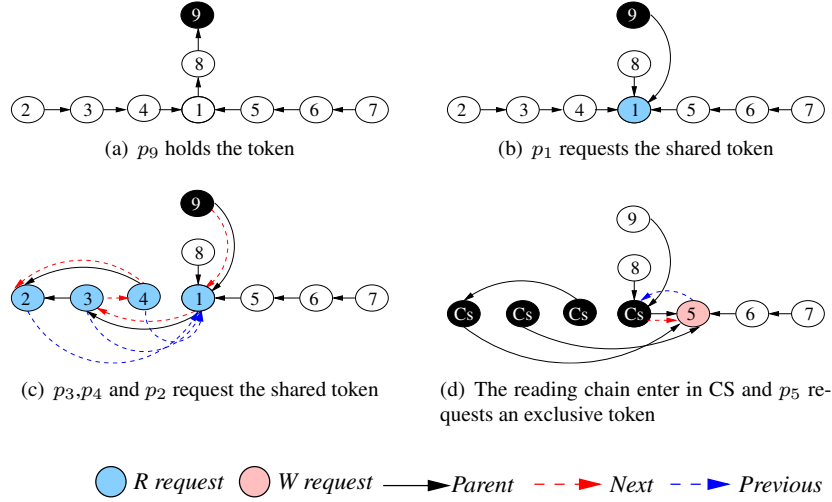 9
8
2 3 4 1 5 6 7
(a) p9 holds the token
9
8
2 3 4 1 5 6 7
(b) p1 requests the shared token
9
8
2 3 4 1 5 6 7
(c) p3,p4 and p2 request the shared token
9
8
Cs Cs Cs Cs 5 6 7
(d) The reading chain enter in CS and p5 re-
quests an exclusive token
R request W request Parent Next Previous